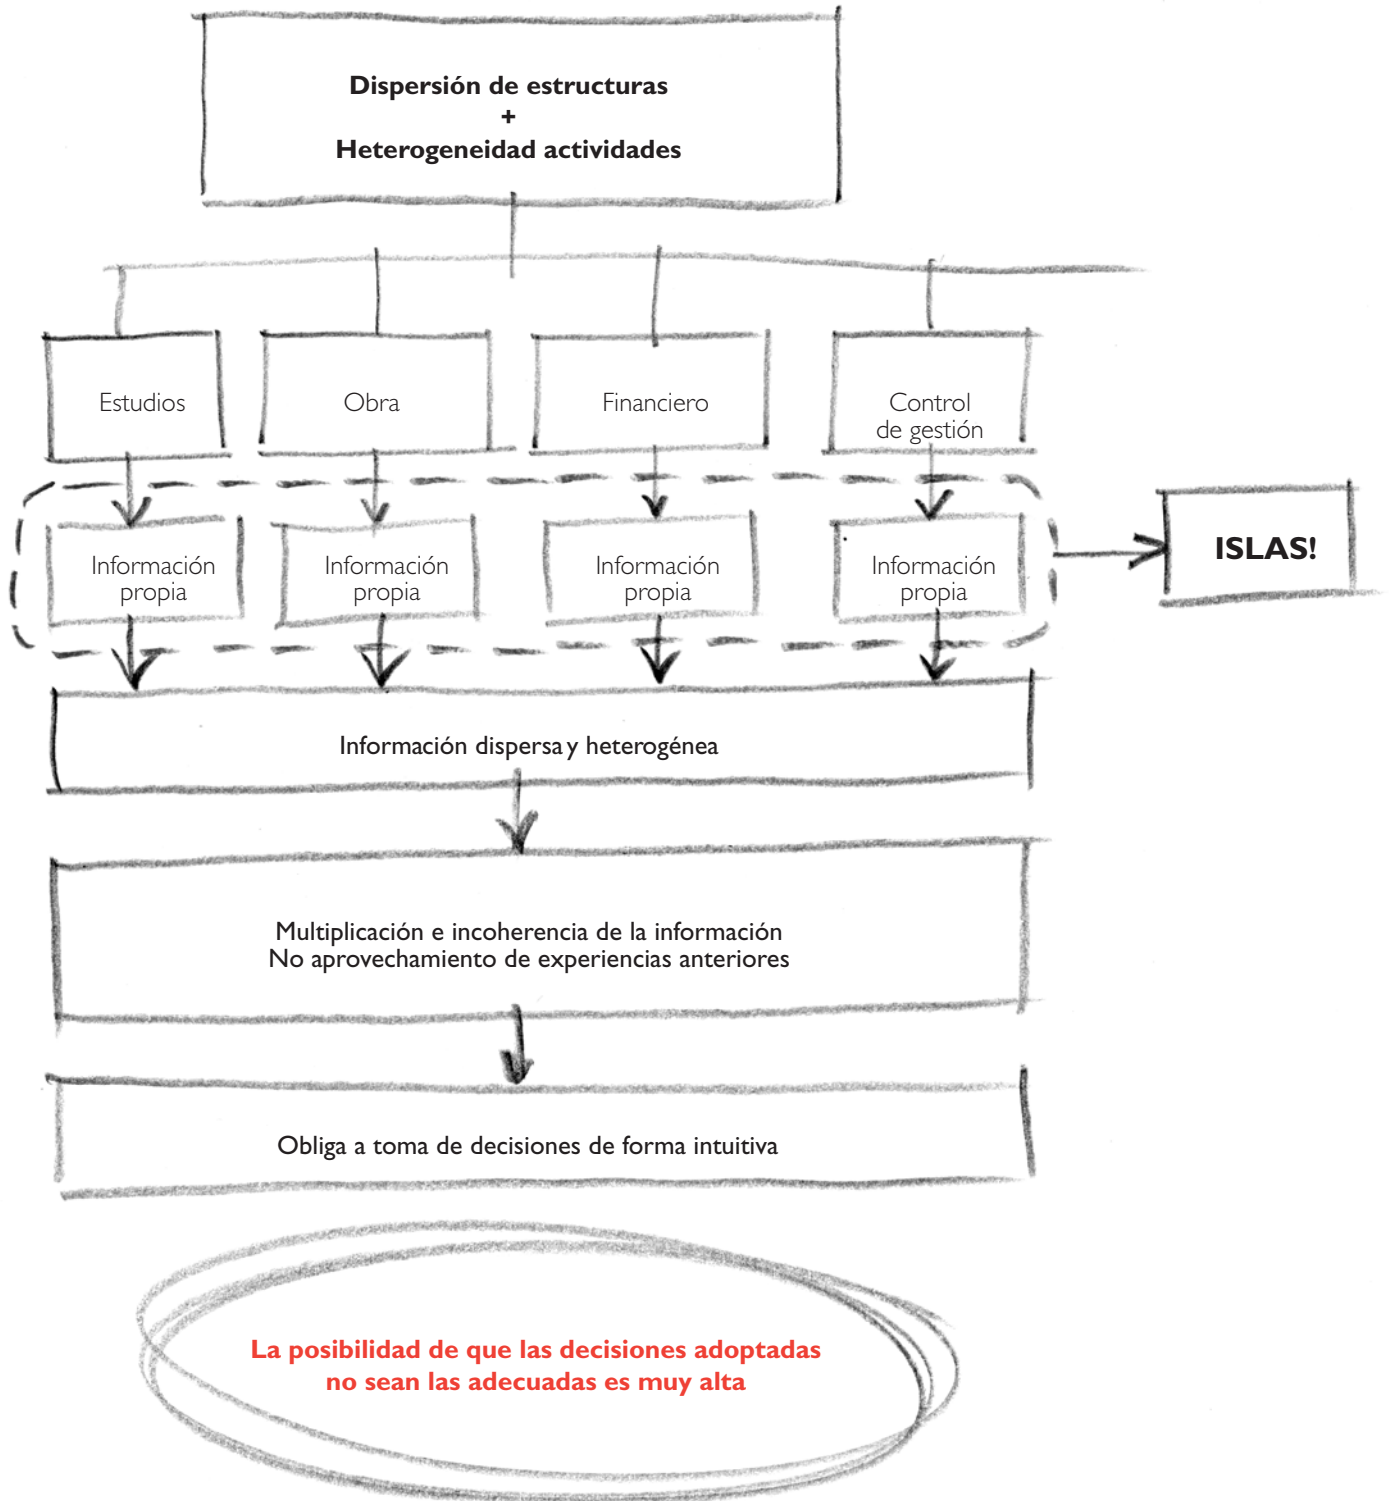 Dispersión de estructuras
+
Heterogeneidad actividades
Estudios
Obra
Financiero
Control
de gestión
Información
propia
Información
propia
Información
propia
Información
propia
ISLAS!
Información dispersa y heterogénea
Multiplicación e incoherencia de la información
No aprovechamiento de experiencias anteriores
Obliga a toma de decisiones de forma intuitiva
La posibilidad de que las decisiones adoptadas
no sean las adecuadas es muy alta